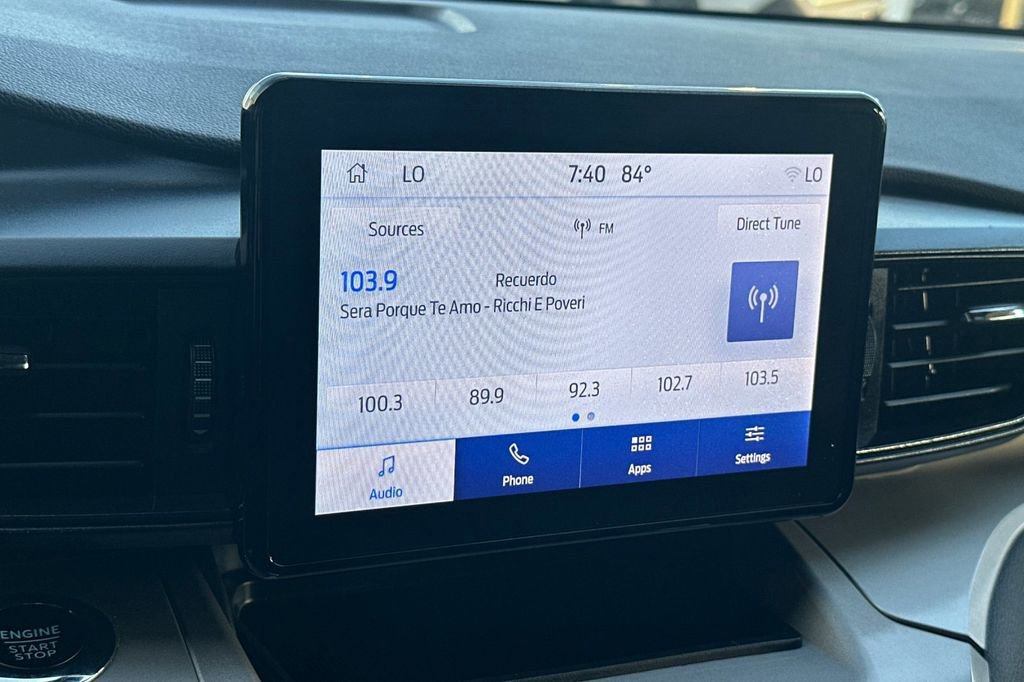 LO 7:40 84° LO
Sources FM Direct Tune
103.9 Recuerdo
Sera Porque Te Amo - Ricchi E Poveri
100.3 89.9 92.3 102.7 103.5
Audio Phone Apps Settings
ENGINE
START
STOP